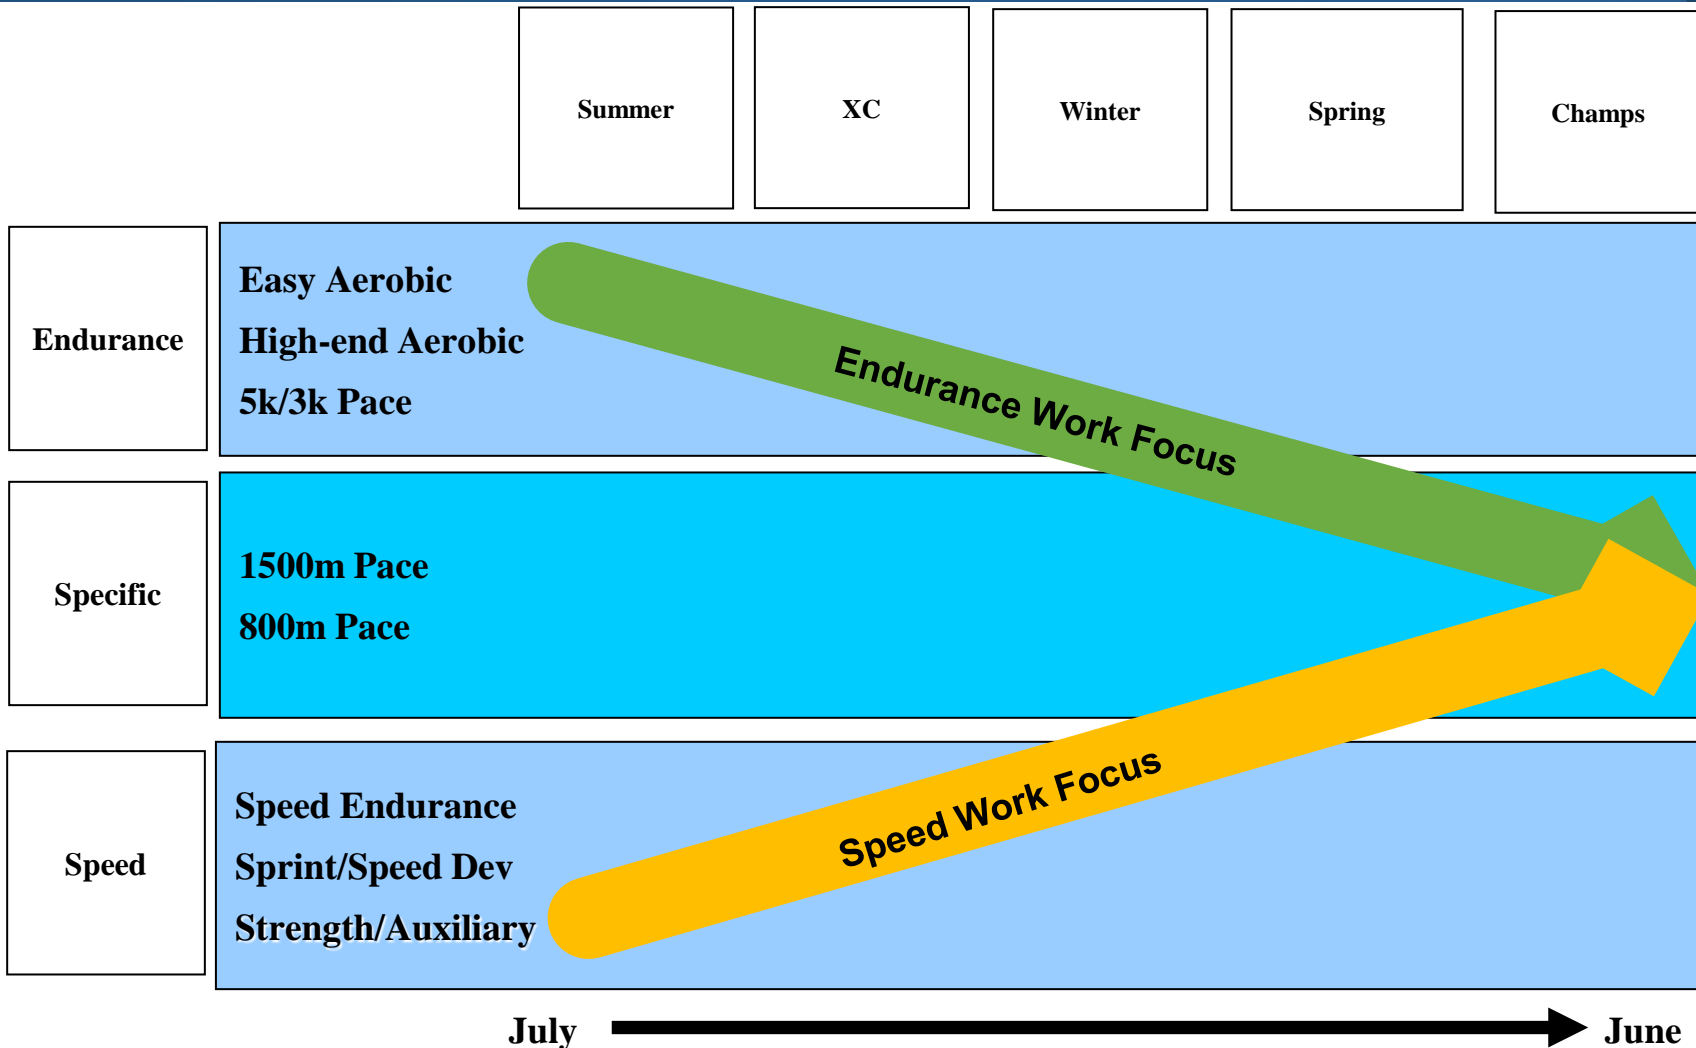 Summer
XC
Winter
Spring
Champs
Endurance
Easy Aerobic
High-end Aerobic
5k/3k Pace
Endurance Work Focus
Specific
1500m Pace
800m Pace
Speed
Speed Endurance
Sprint/Speed Dev
Strength/Auxiliary
Speed Work Focus
July
June